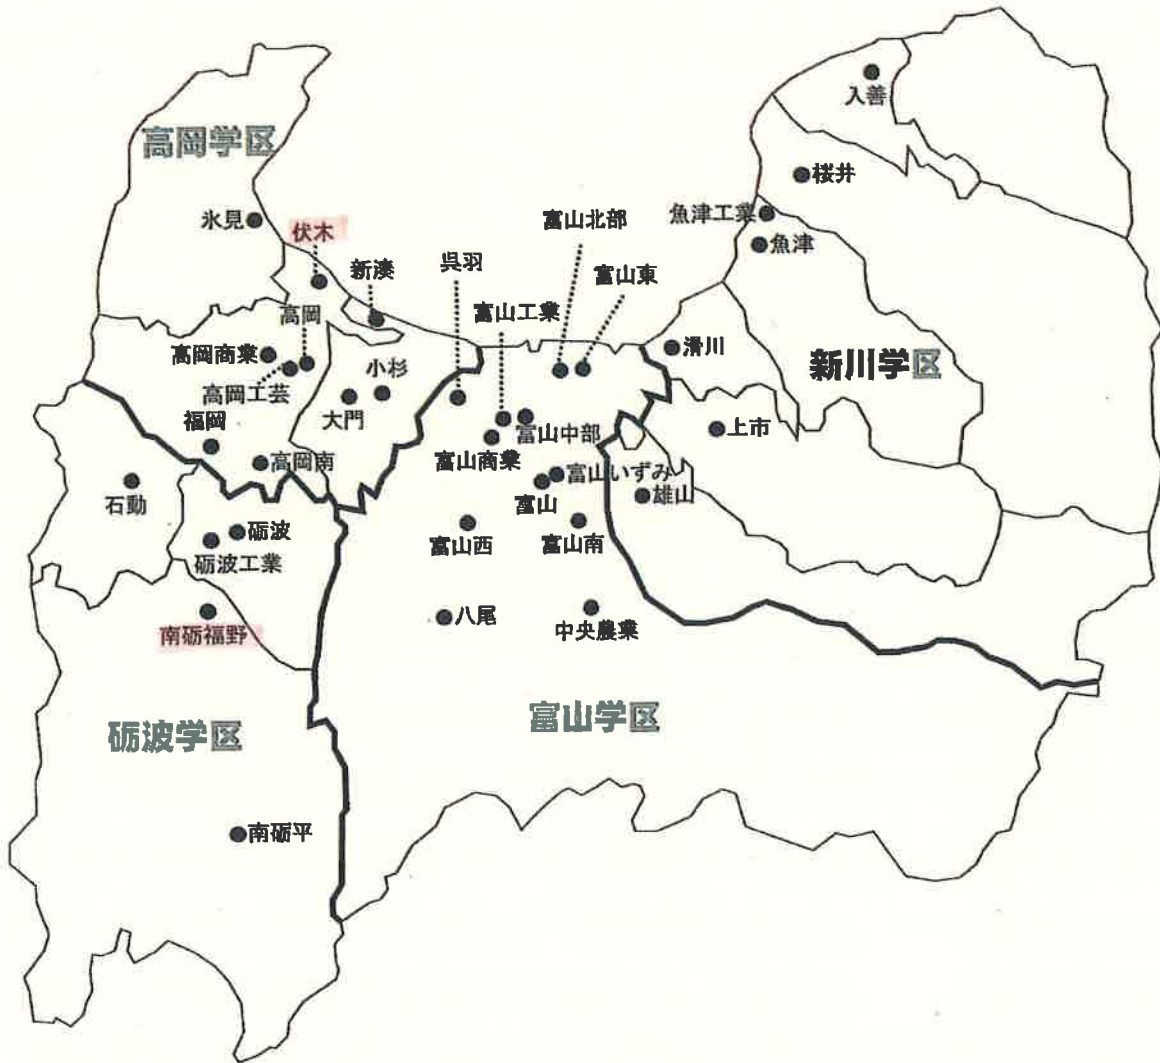 高岡学区
氷見
伏木
新湊
高岡
高岡商業
高岡工芸
小杉
大門
福岡
高岡南
石動
砺波
砺波工業
南砺福野
砺波学区
南砺平
呉羽
富山北部
富山東
富山工業
富山中部
富山商業
富山いずみ
富山
富山西
富山南
八尾
中央農業
富山学区
入善
桜井
魚津工業
魚津
滑川
新川学区
上市
雄山